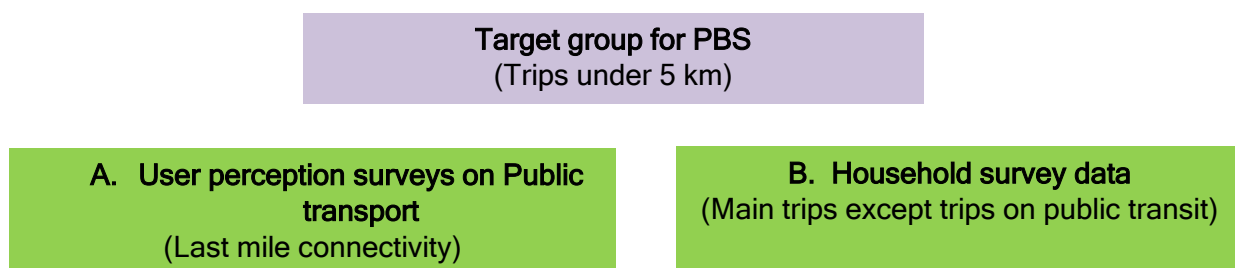 Target group for PBS
(Trips under 5 km)
A. User perception surveys on Public
transport
(Last mile connectivity)
B. Household survey data
(Main trips except trips on public transit)